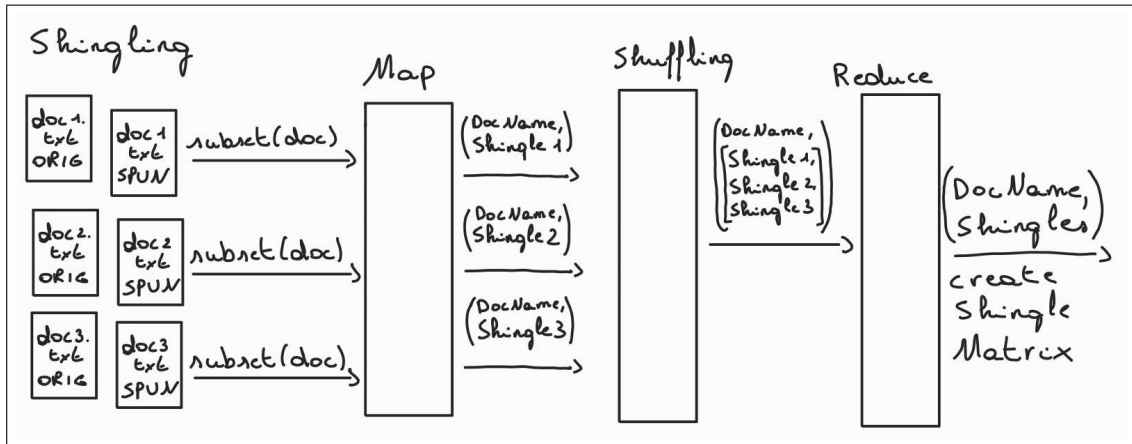 Shingling
doc1.
txt
ORIG
doc1
txt
SPUN
subset(doc)
doc2.
txt
ORIG
doc2
txt
SPUN
subset(doc)
doc3.
txt
ORIG
doc3
txt
SPUN
subset(doc)
Map
(DocName,
Shingle1)
(DocName,
Shingle2)
(DocName,
Shingle3)
Shuffling
(DocName,
[Shingle1,
Shingle2,
Shingle3])
Reduce
(DocName,
Shingles)
create
Shingle
Matrix